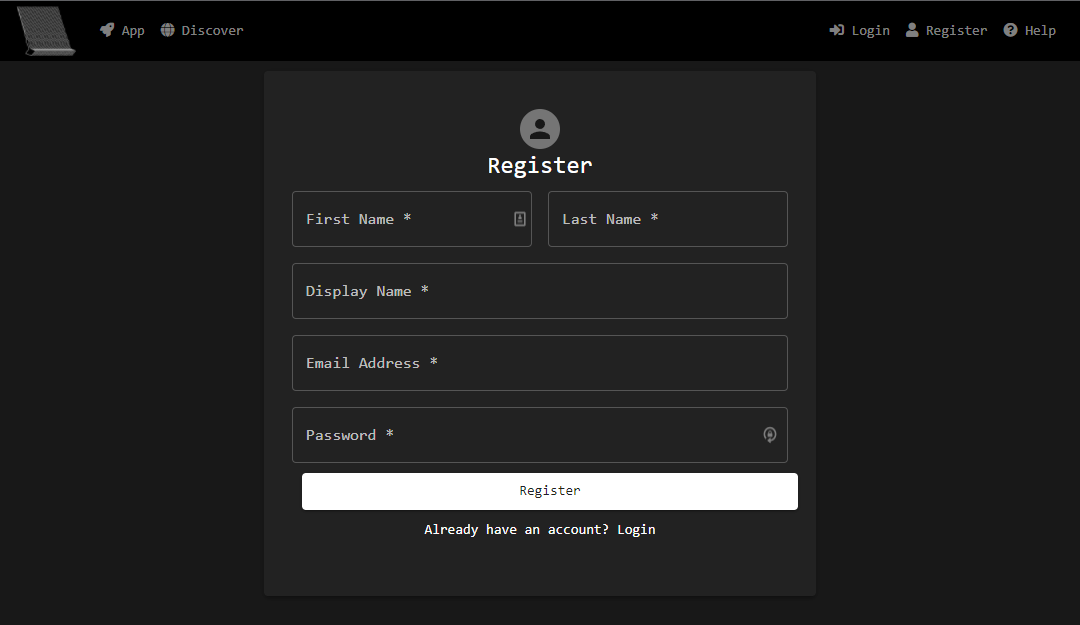 App Discover Login Register Help
Register
First Name * Last Name *
Display Name *
Email Address *
Password *
Register
Already have an account? Login